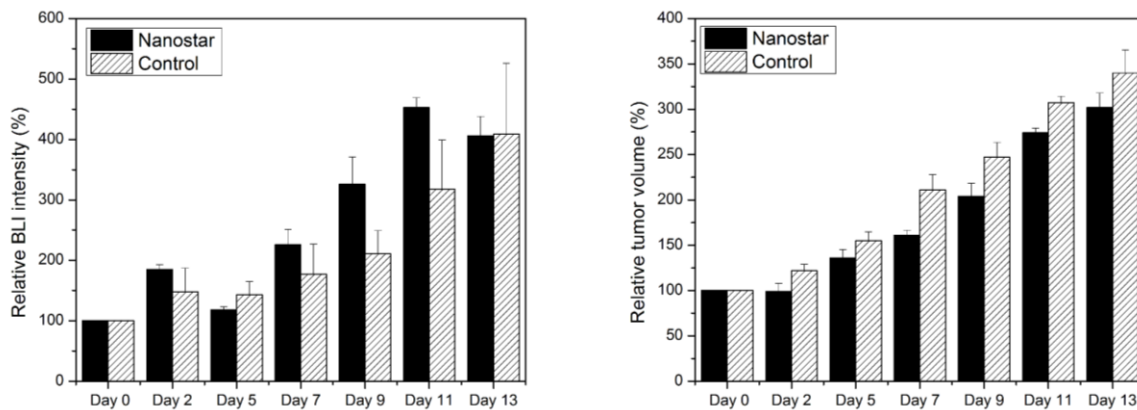 600
500
400
300
200
100
0
Relative BLI intensity (%)
Nanostar
Control
Day 0 Day 2 Day 5 Day 7 Day 9 Day 11 Day 13
400
350
300
250
200
150
100
50
0
Relative tumor volume (%)
Nanostar
Control
Day 0 Day 2 Day 5 Day 7 Day 9 Day 11 Day 13